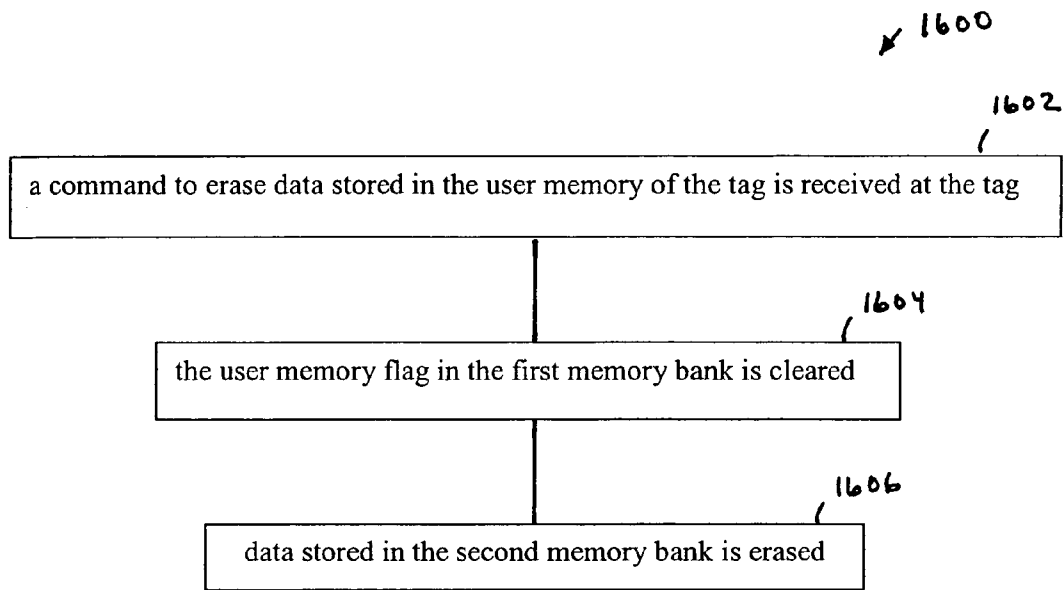 1600
1602
a command to erase data stored in the user memory of the tag is received at the tag
1604
the user memory flag in the first memory bank is cleared
1606
data stored in the second memory bank is erased